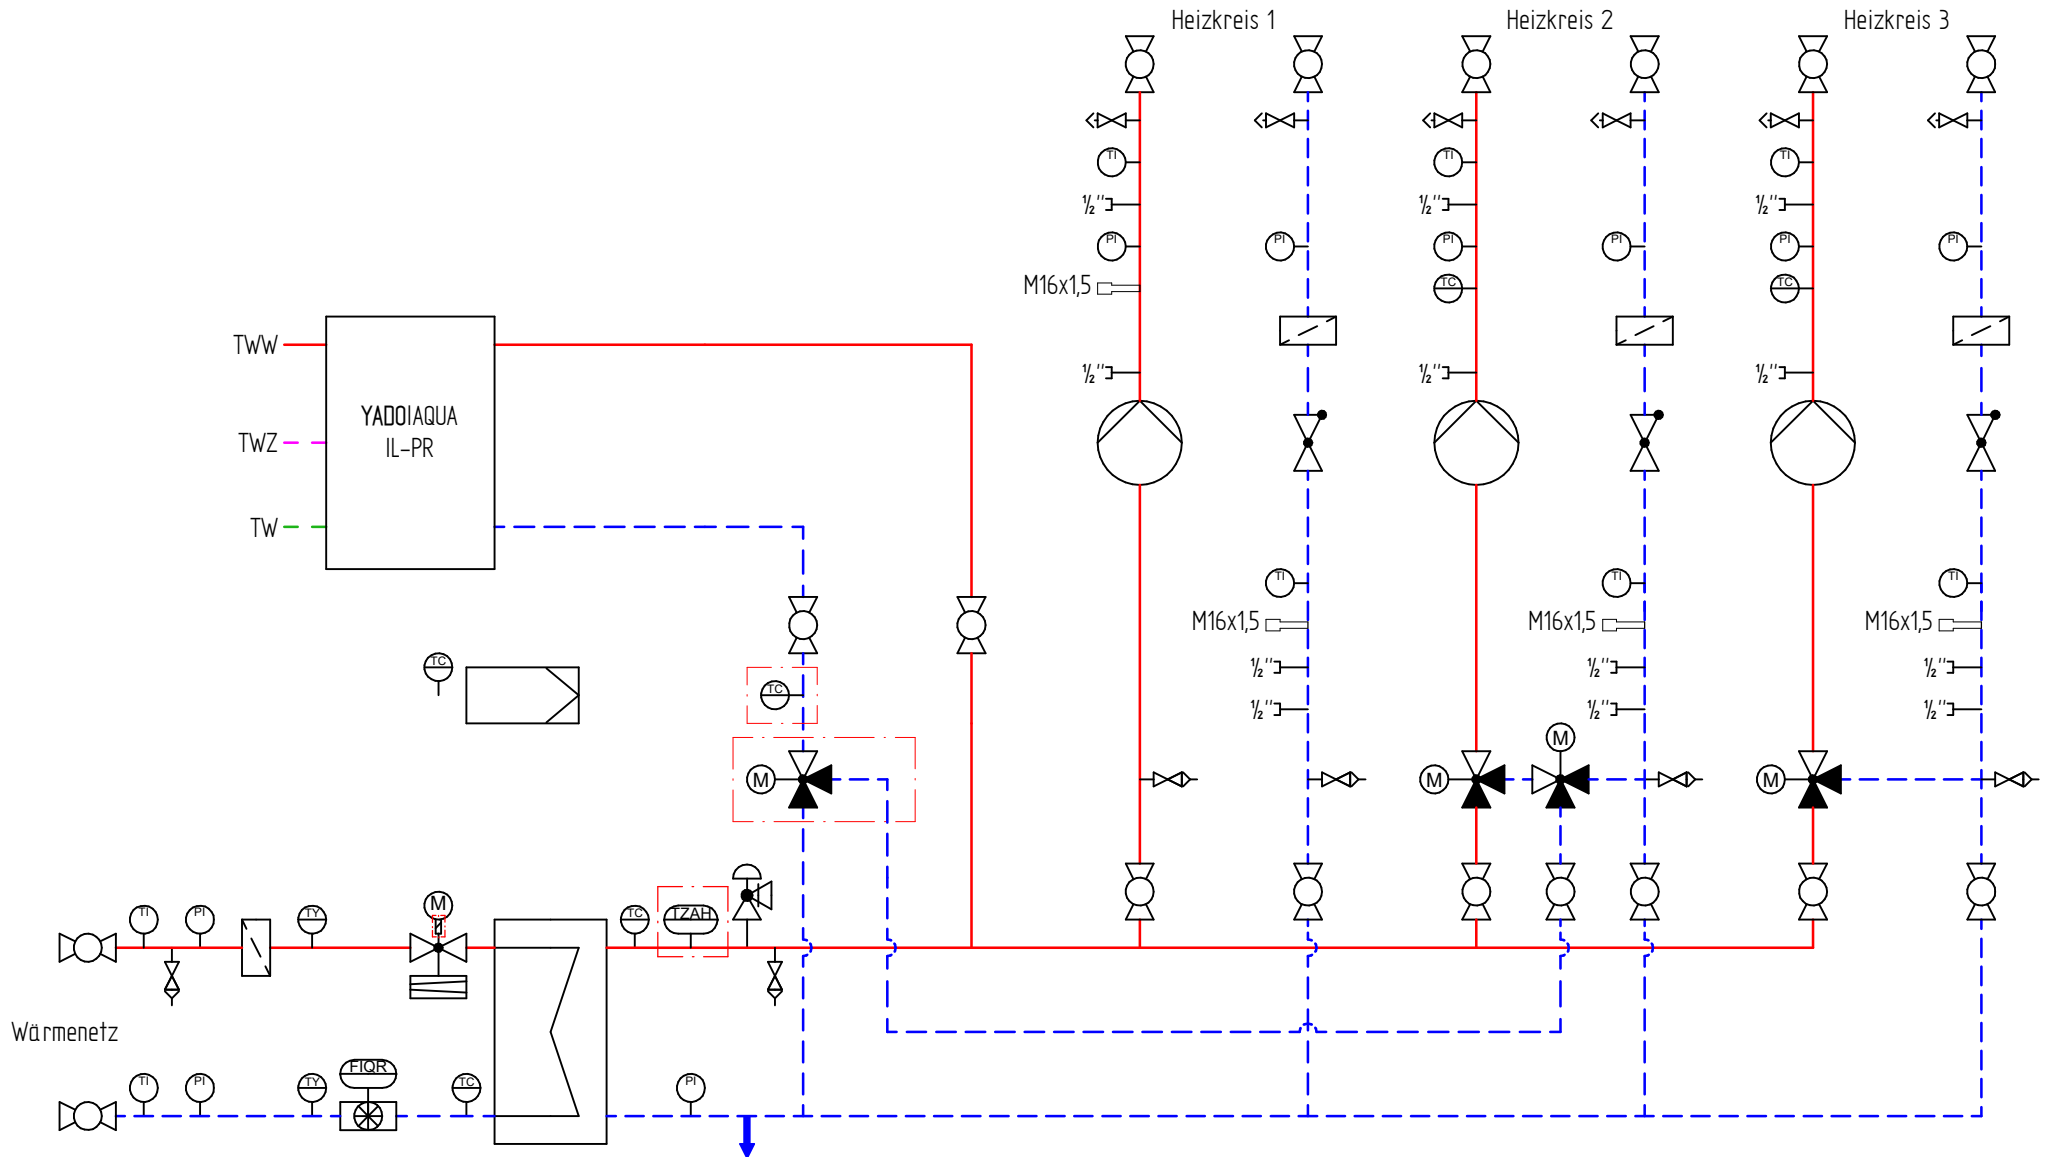 Heizkreis 1 Heizkreis 2 Heizkreis 3
TI TI TI
½" ½" ½"
PI PI PI PI PI PI
M16x1,5 TC TC
TWW
½" ½" ½"
YADOIAQUA
IL-PR
TWZ
TW
TI TI TI
M16x1,5 M16x1,5 M16x1,5
TC
½" ½" ½"
TC
½" ½" ½"
M
M M M
M
TI PI TY TC TZAH
Wärmenetz
FIQR
TI PI TY TC PI